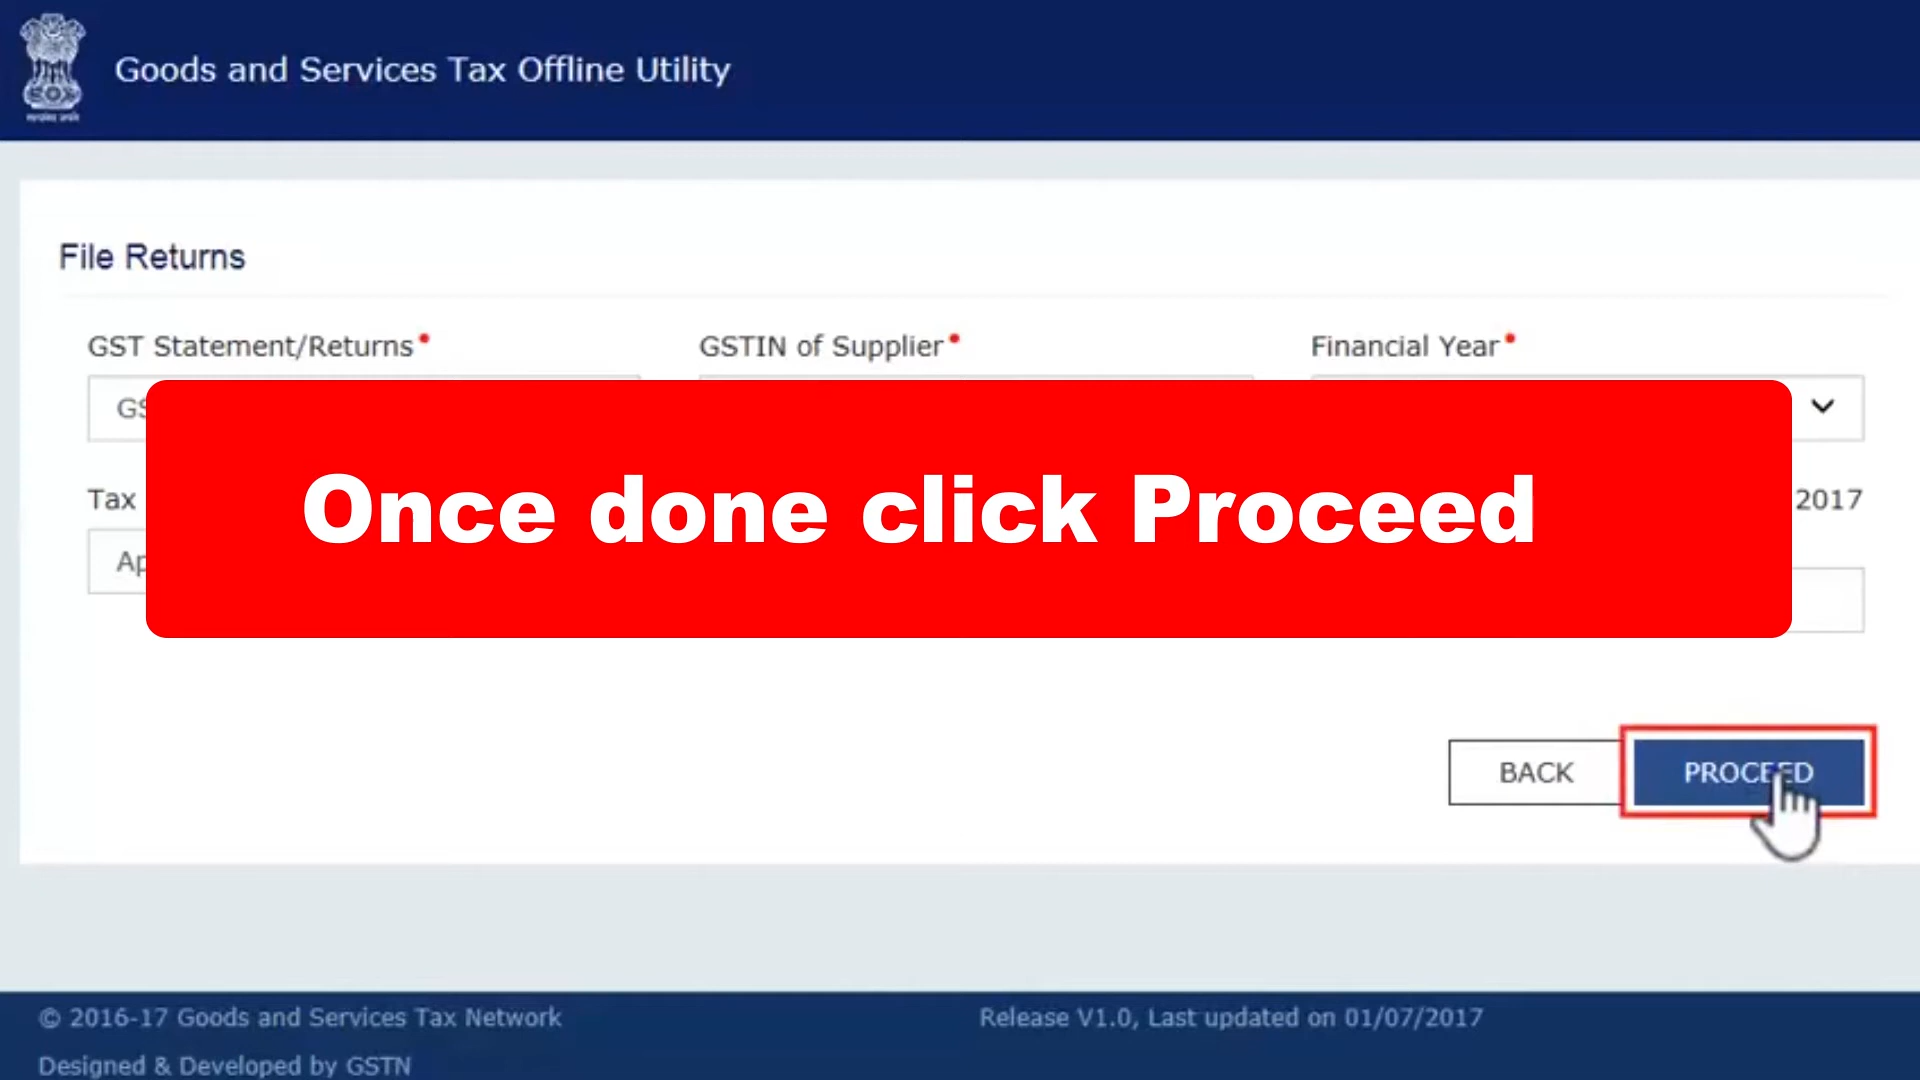 Goods and Services Tax Offline Utility
File Returns
GST Statement/Returns•
GSTIN of Supplier•
Financial Year•
GS
Tax
2017
Once done click Proceed
Ap
BACK
PROCEED
© 2016-17 Goods and Services Tax Network
Release V1.0, Last updated on 01/07/2017
Designed & Developed by GSTN